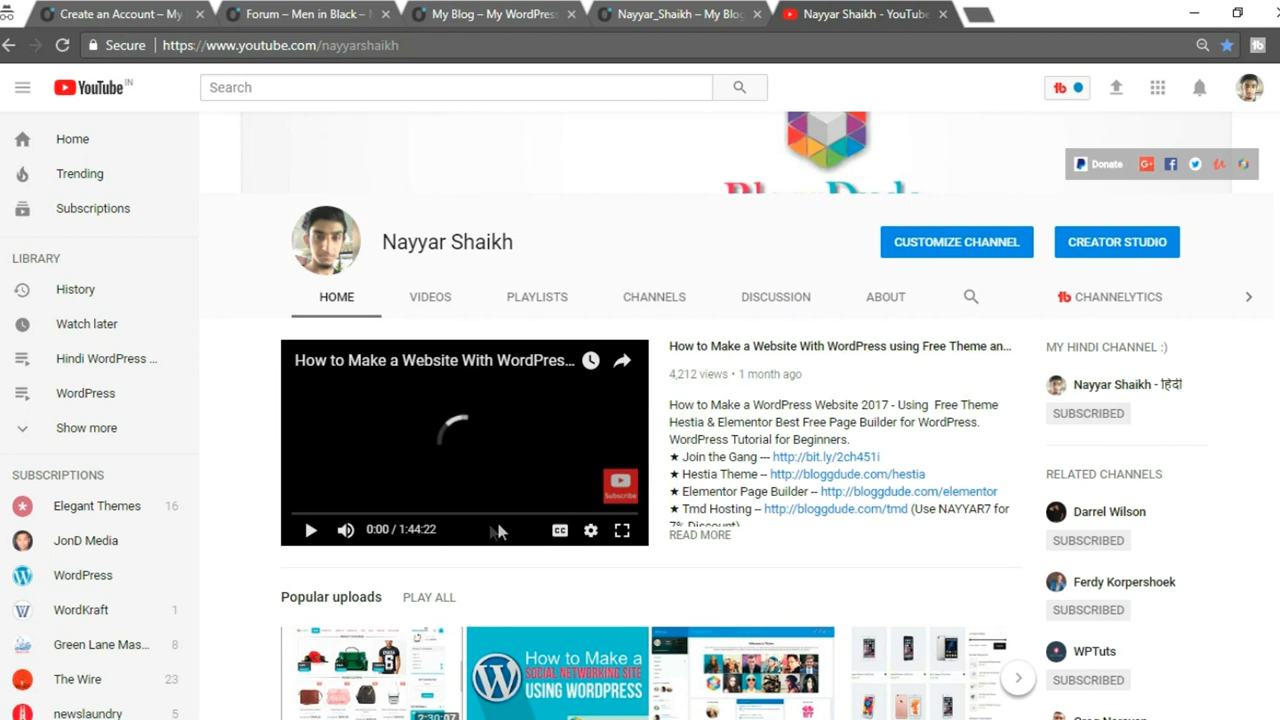 Create an Account – My
Forum – Men in Black –
My Blog – My WordPres
Nayyar_Shaikh – My Blog
Nayyar Shaikh - YouTube
Secure
https://www.youtube.com/nayyarshaikh
YouTube IN
Search
Home
Trending
Subscriptions
LIBRARY
History
Watch later
Hindi WordPress ...
WordPress
Show more
SUBSCRIPTIONS
Elegant Themes 16
JonD Media
WordPress
WordKraft 1
Green Lane Mas... 8
The Wire 23
newslaundry 5
Donate
Nayyar Shaikh
CUSTOMIZE CHANNEL
CREATOR STUDIO
HOME
VIDEOS
PLAYLISTS
CHANNELS
DISCUSSION
ABOUT
CHANNELYTICS
How to Make a Website With WordPres...
Subscribe
0:00 / 1:44:22
How to Make a Website With WordPress using Free Theme an...
4,212 views • 1 month ago
How to Make a WordPress Website 2017 - Using Free Theme
Hestia & Elementor Best Free Page Builder for WordPress.
WordPress Tutorial for Beginners.
★ Join the Gang --- http://bit.ly/2ch451i
★ Hestia Theme -- http://bloggdude.com/hestia
★ Elementor Page Builder -- http://bloggdude.com/elementor
★ Tmd Hosting -- http://bloggdude.com/tmd (Use NAYYAR7 for
7% Discount)
READ MORE
MY HINDI CHANNEL :)
Nayyar Shaikh - हिंदी
SUBSCRIBED
RELATED CHANNELS
Darrel Wilson
SUBSCRIBED
Ferdy Korpershoek
SUBSCRIBED
WPTuts
SUBSCRIBED
Popular uploads
PLAY ALL
2:30:07
How to Make a
SOCIAL NETWORKING SITE
USING WORDPRESS